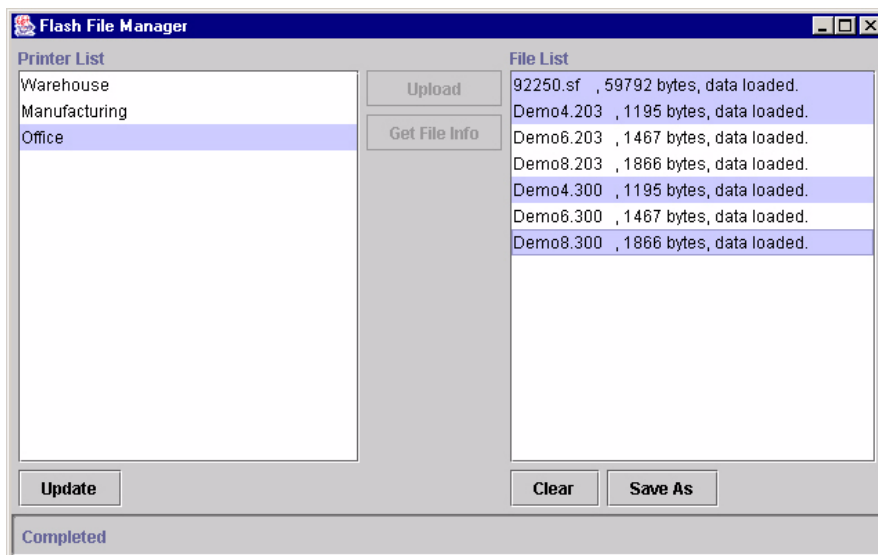 Flash File Manager
Printer List
Warehouse
Manufacturing
Office
Upload
Get File Info
File List
92250.sf , 59792 bytes, data loaded.
Demo4.203 , 1195 bytes, data loaded.
Demo6.203 , 1467 bytes, data loaded.
Demo8.203 , 1866 bytes, data loaded.
Demo4.300 , 1195 bytes, data loaded.
Demo6.300 , 1467 bytes, data loaded.
Demo8.300 , 1866 bytes, data loaded.
Update
Clear
Save As
Completed